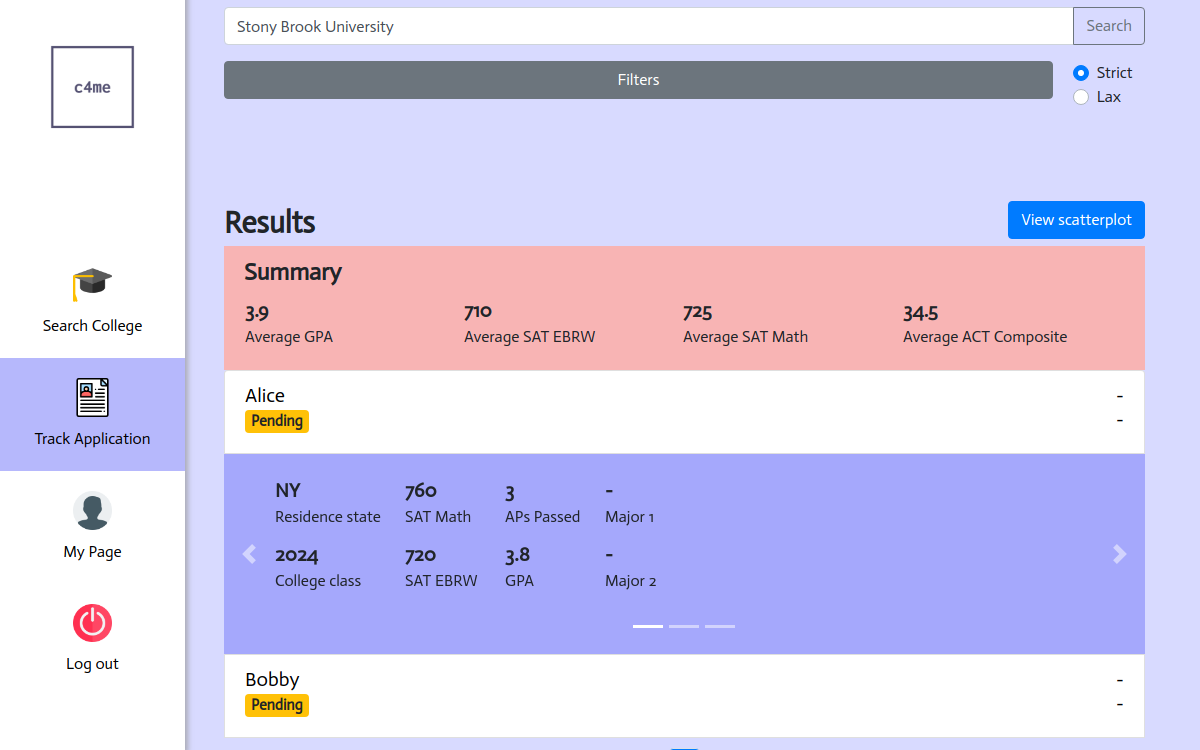 c4me
Search College
Track Application
My Page
Log out
Stony Brook University
Search
Filters
Strict
Lax
Results
View scatterplot
Summary
3.9 710 725 34.5
Average GPA Average SAT EBRW Average SAT Math Average ACT Composite
Alice -
Pending -
NY 760 3 -
Residence state SAT Math APs Passed Major 1
2024 720 3.8 -
College class SAT EBRW GPA Major 2
Bobby -
Pending -